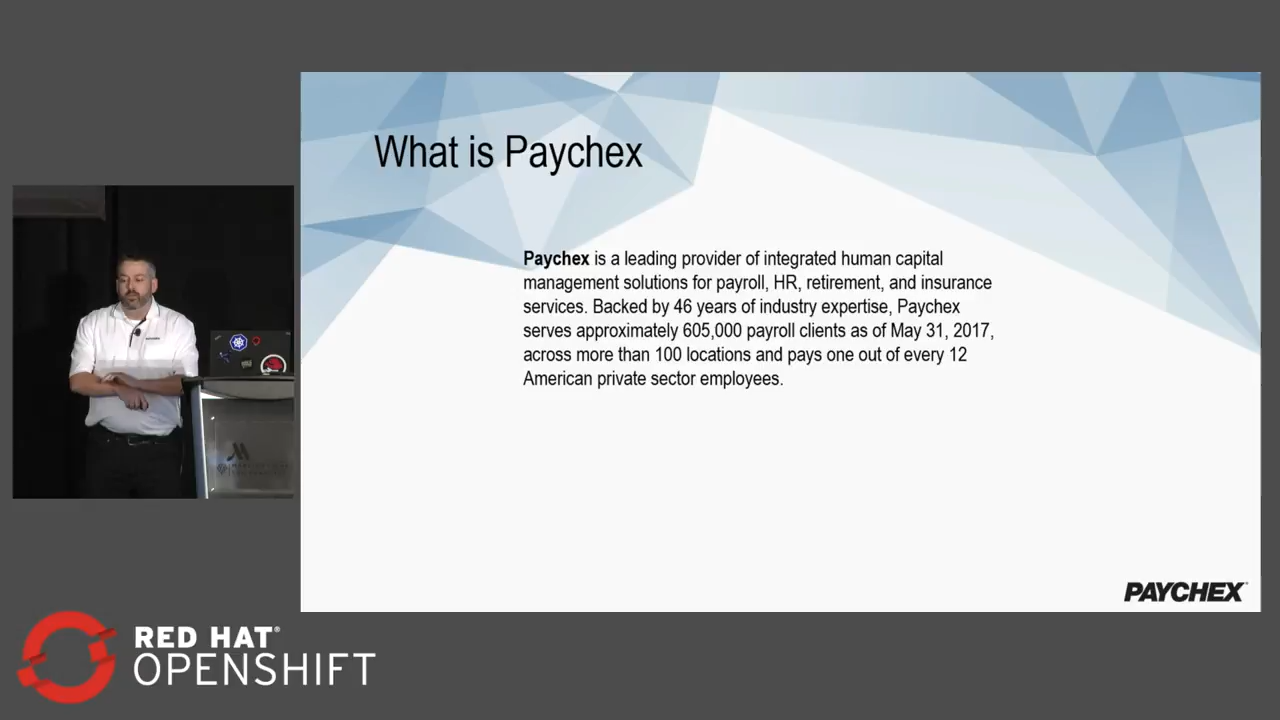 What is Paychex
Paychex is a leading provider of integrated human capital
management solutions for payroll, HR, retirement, and insurance
services. Backed by 46 years of industry expertise, Paychex
serves approximately 605,000 payroll clients as of May 31, 2017,
across more than 100 locations and pays one out of every 12
American private sector employees.
PAYCHEX
RED HAT®
OPENSHIFT